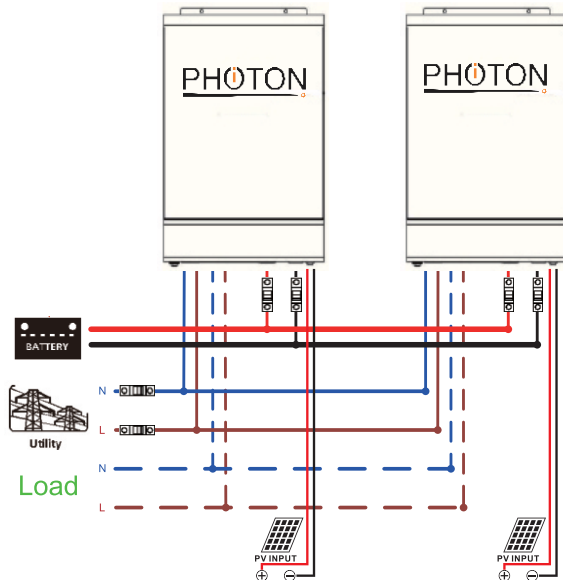 PHOTON
PHOTON
BATTERY
N
L
Utility
N
Load
L
PV INPUT
PV INPUT